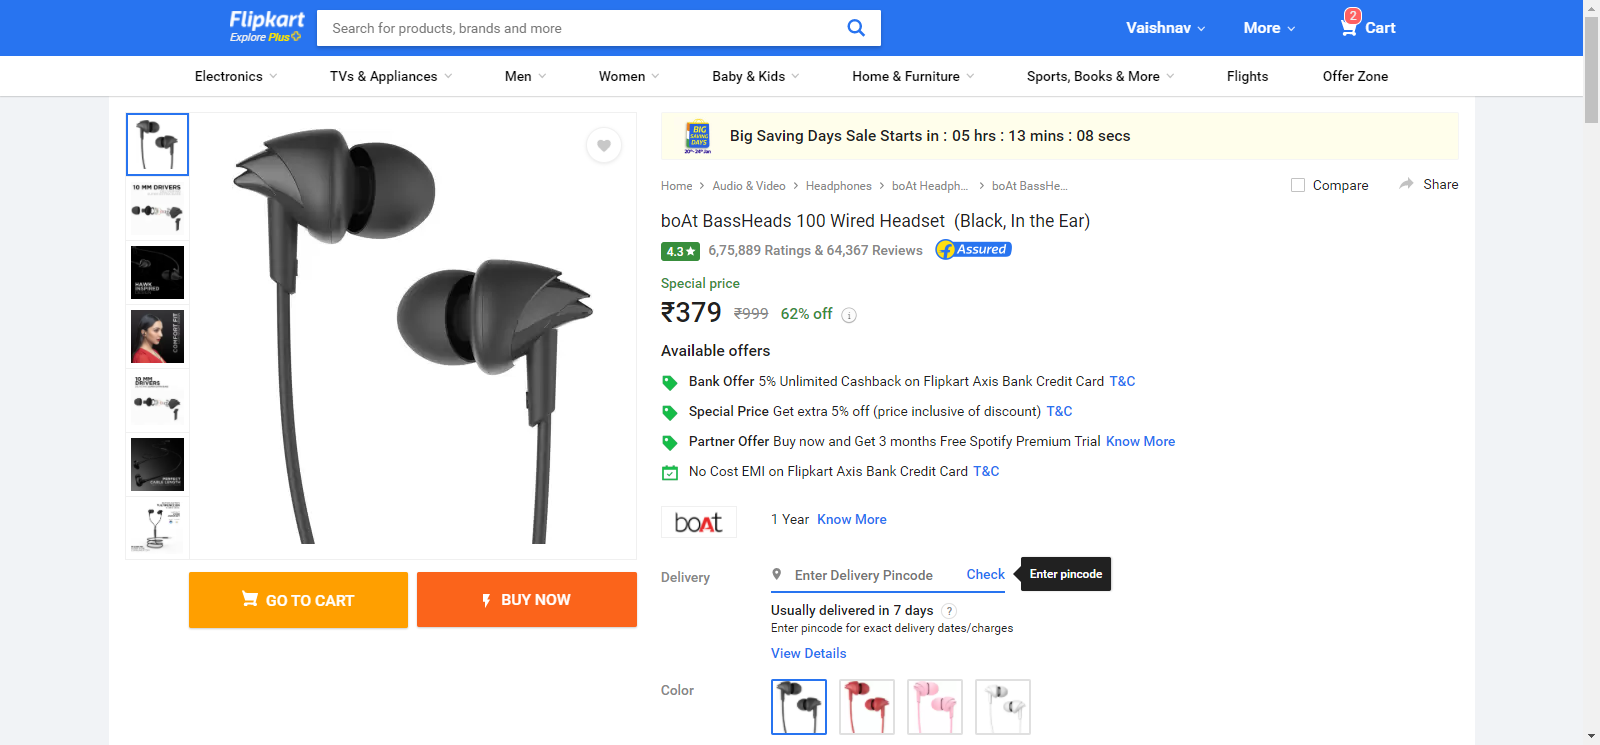 Flipkart
Explore Plus
Search for products, brands and more
Vaishnav
More
2
Cart
Electronics
TVs & Appliances
Men
Women
Baby & Kids
Home & Furniture
Sports, Books & More
Flights
Offer Zone
10 MM DRIVERS
HAWK
INSPIRED
COMFORT FIT
10 MM
DRIVERS
PERFECT
CABLE LENGTH
GO TO CART
BUY NOW
BIG
SAVING
DAYS
Big Saving Days Sale Starts in : 05 hrs : 13 mins : 08 secs
Home > Audio & Video > Headphones > boAt Headph... > boAt BassHe...
Compare
Share
boAt BassHeads 100 Wired Headset (Black, In the Ear)
4.3★ 6,75,889 Ratings & 64,367 Reviews
f Assured
Special price
₹379 ₹999 62% off i
Available offers
Bank Offer 5% Unlimited Cashback on Flipkart Axis Bank Credit Card T&C
Special Price Get extra 5% off (price inclusive of discount) T&C
Partner Offer Buy now and Get 3 months Free Spotify Premium Trial Know More
No Cost EMI on Flipkart Axis Bank Credit Card T&C
boAt
1 Year Know More
Delivery
Enter Delivery Pincode
Check
Enter pincode
Usually delivered in 7 days ?
Enter pincode for exact delivery dates/charges
View Details
Color